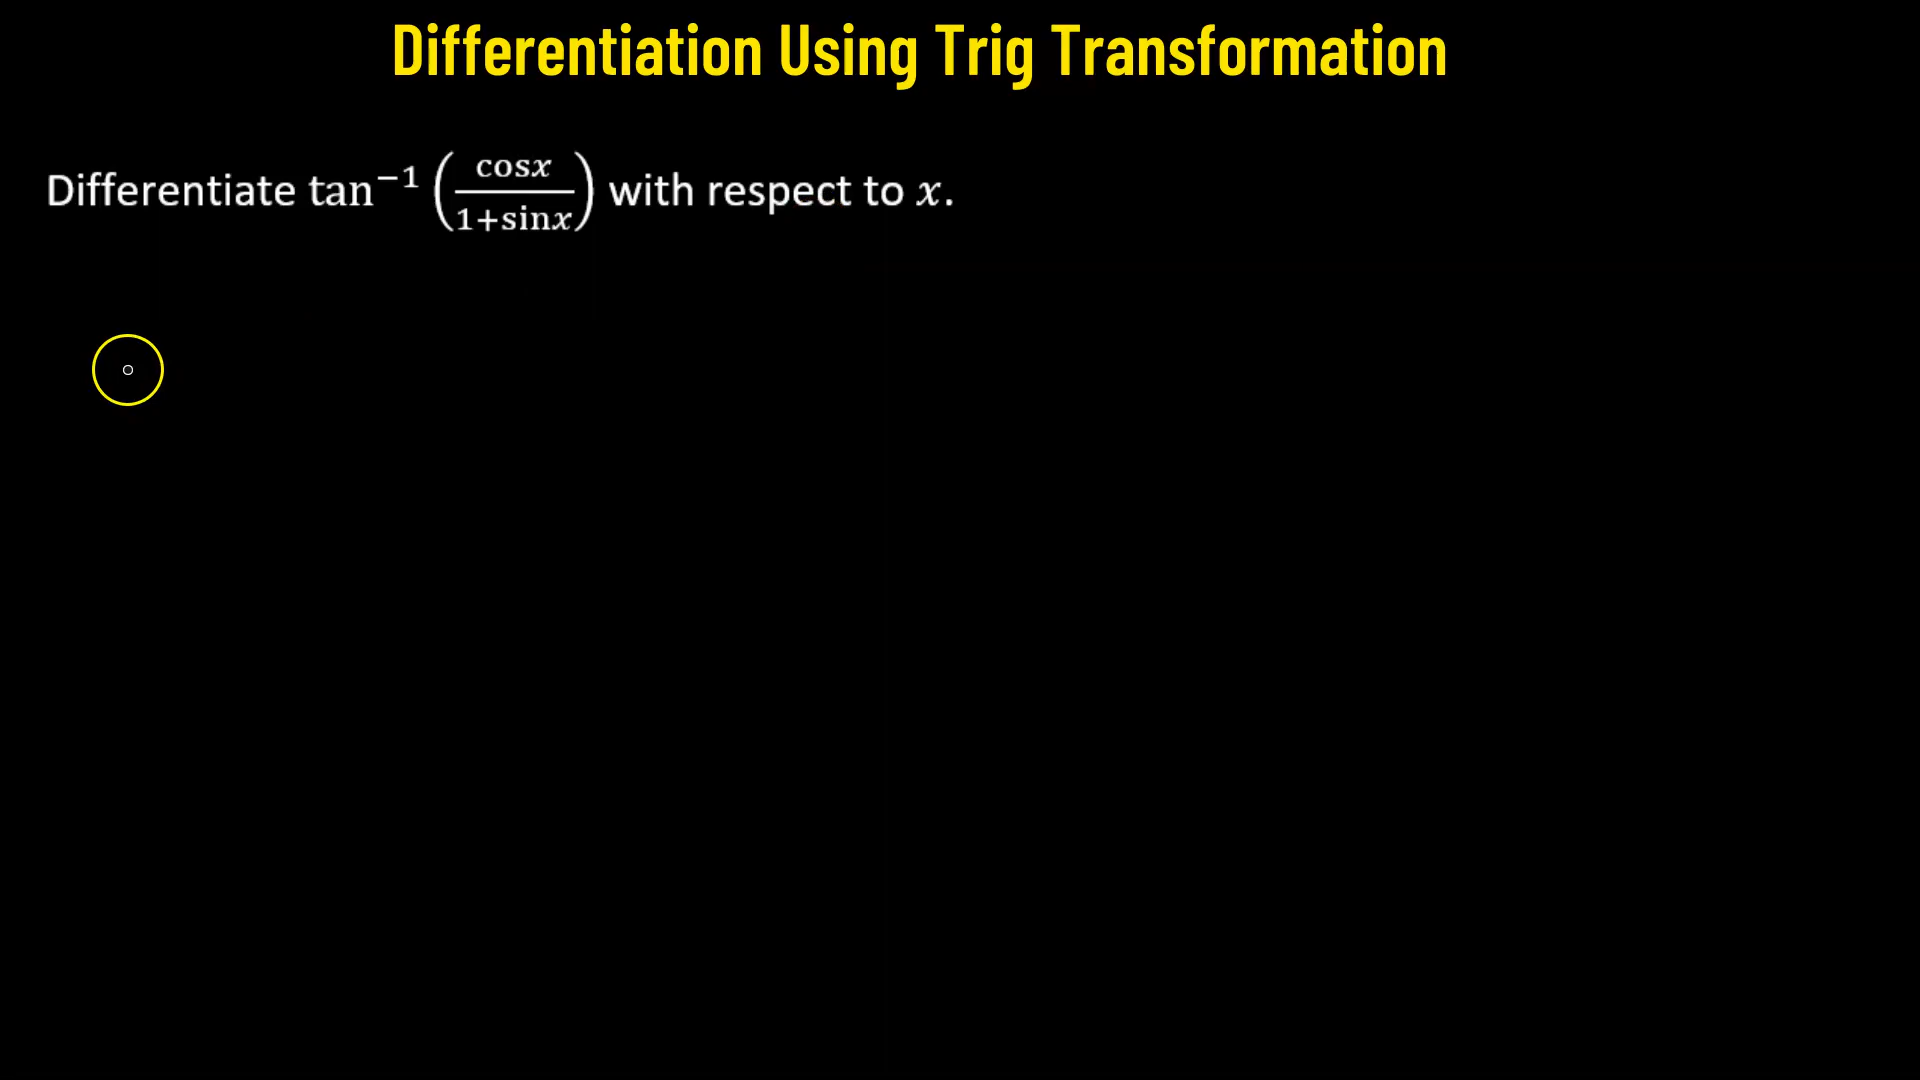 Differentiation Using Trig Transformation
Differentiate tan⁻¹ (cosx / 1+sinx) with respect to x.